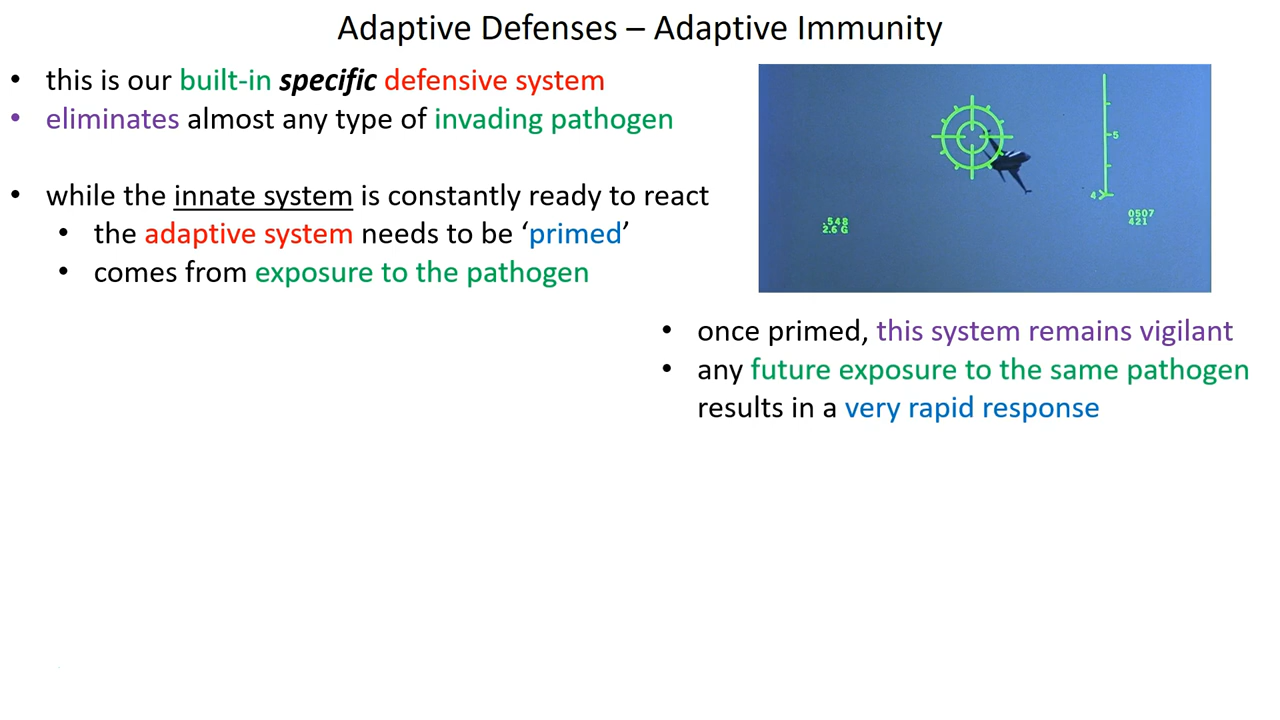 Adaptive Defenses – Adaptive Immunity
• this is our built-in specific defensive system
• eliminates almost any type of invading pathogen
• while the innate system is constantly ready to react
• the adaptive system needs to be ‘primed’
• comes from exposure to the pathogen
5
4
.548
2.6 G
0507
421
• once primed, this system remains vigilant
• any future exposure to the same pathogen
results in a very rapid response